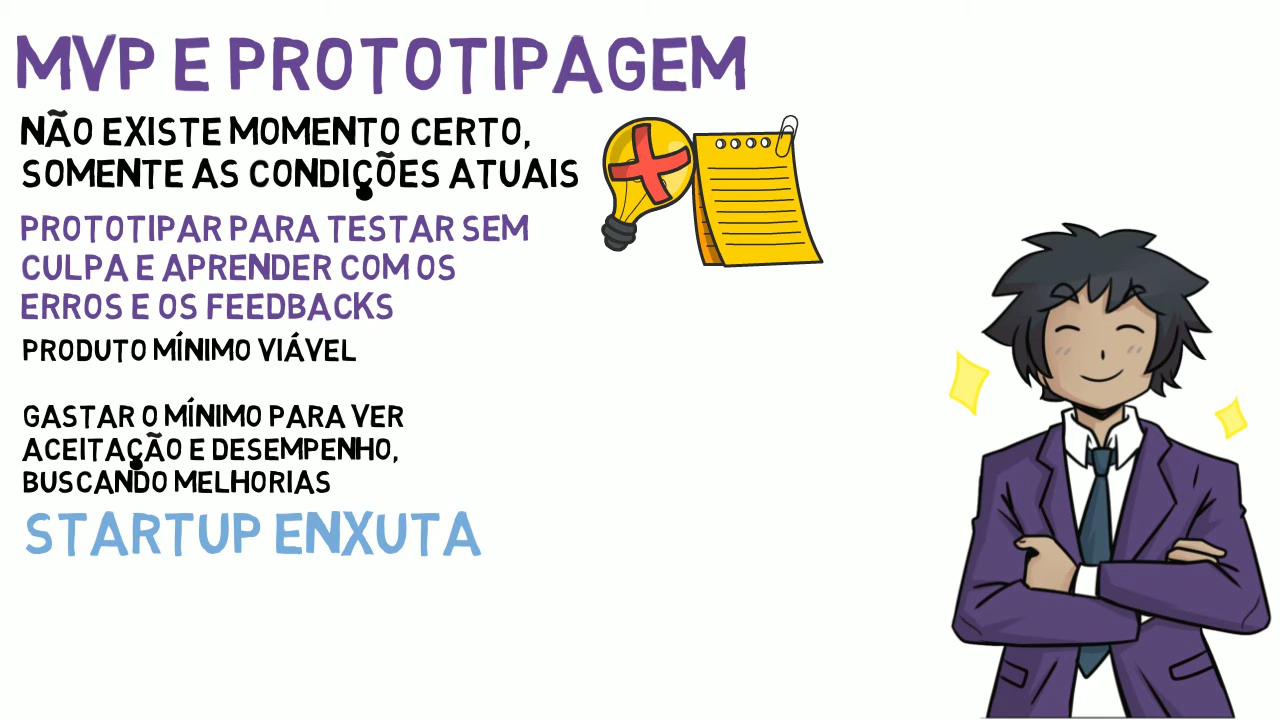 MVP E PROTOTIPAGEM
NÃO EXISTE MOMENTO CERTO,
SOMENTE AS CONDIÇÕES ATUAIS
PROTOTIPAR PARA TESTAR SEM
CULPA E APRENDER COM OS
ERROS E OS FEEDBACKS
PRODUTO MÍNIMO VIÁVEL
GASTAR O MÍNIMO PARA VER
ACEITAÇÃO E DESEMPENHO,
BUSCANDO MELHORIAS
STARTUP ENXUTA